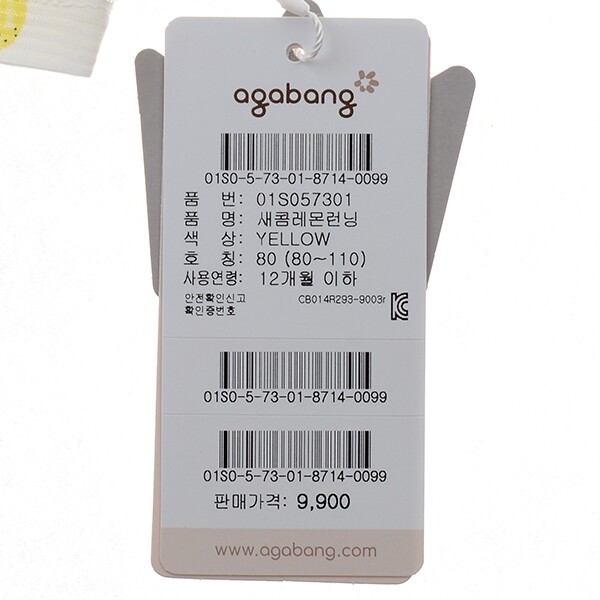 agabang
01S0-5-73-01-8714-0099
품 번: 01S057301
품 명: 새콤레몬런닝
색 상: YELLOW
호 칭: 80 (80~110)
사용연령: 12개월 이하
안전확인신고 CB014R293-9003r
확인증번호
01S0-5-73-01-8714-0099
01S0-5-73-01-8714-0099
판매가격: 9,900
www.agabang.com